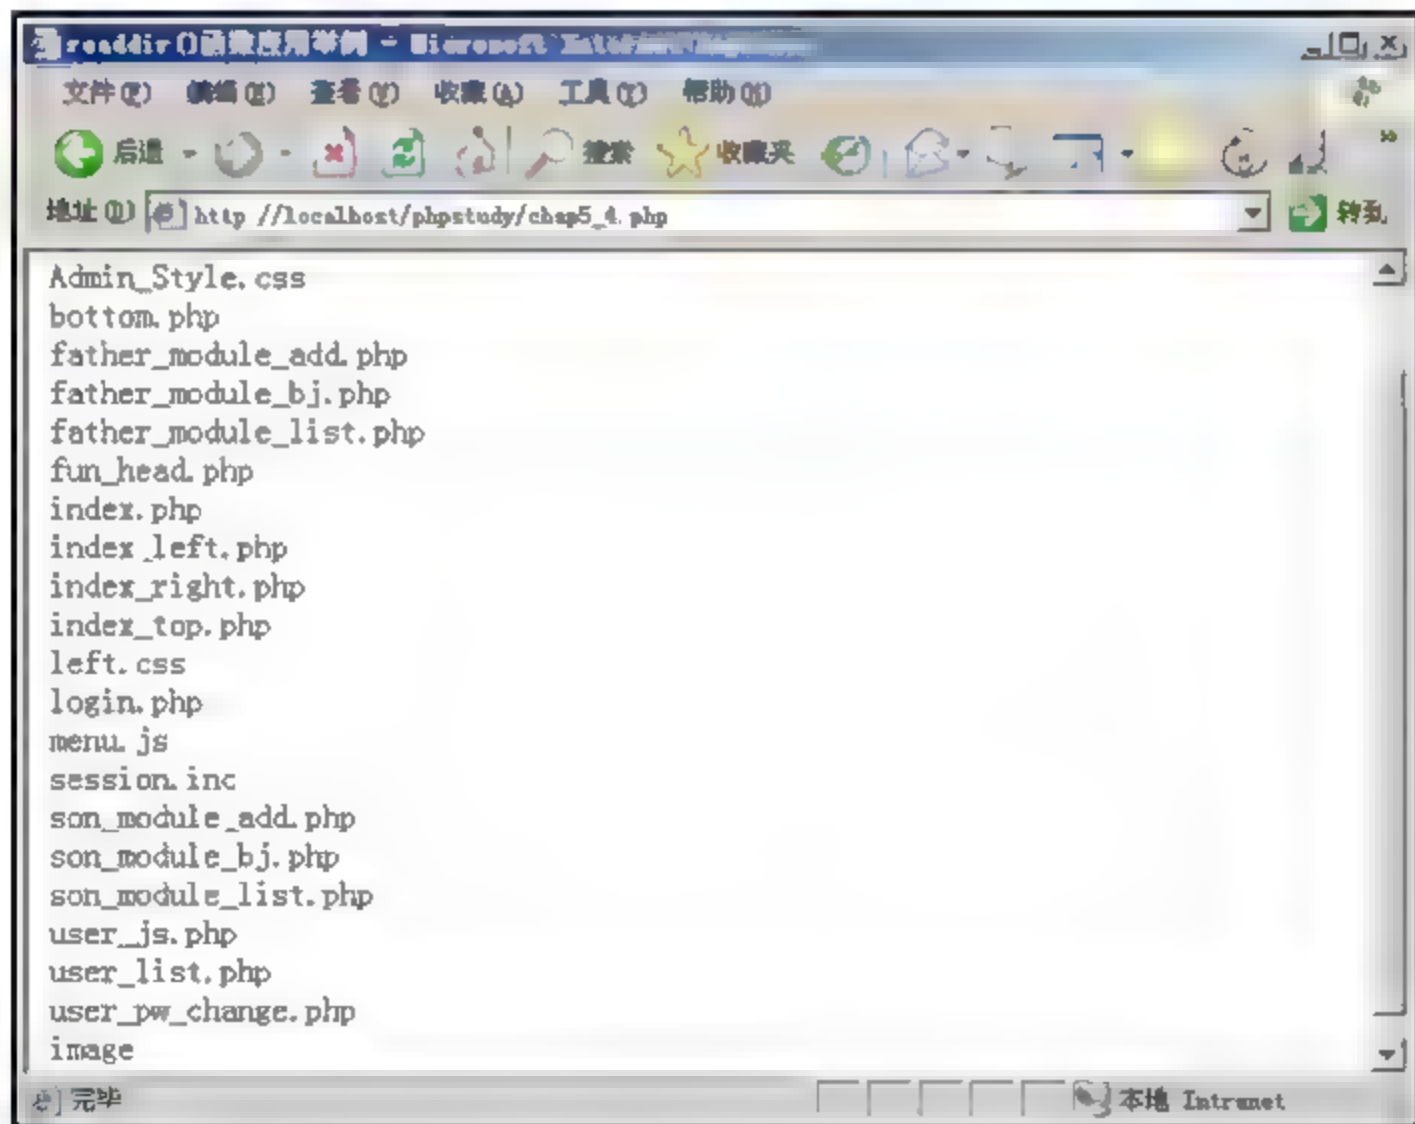 readdir()函数应用举例 - Microsoft
文件(F) 编辑(E) 查看(V) 收藏(A) 工具(T) 帮助(H)
后退 搜索 收藏夹
地址(D) http //localhost/phpstudy/chap5_4.php 转到
Admin_Style.css
bottom.php
father_module_add.php
father_module_bj.php
father_module_list.php
fun_head.php
index.php
index_left.php
index_right.php
index_top.php
left.css
login.php
menu.js
session.inc
son_module_add.php
son_module_bj.php
son_module_list.php
user_js.php
user_list.php
user_pw_change.php
image
完毕 本地 Intranet